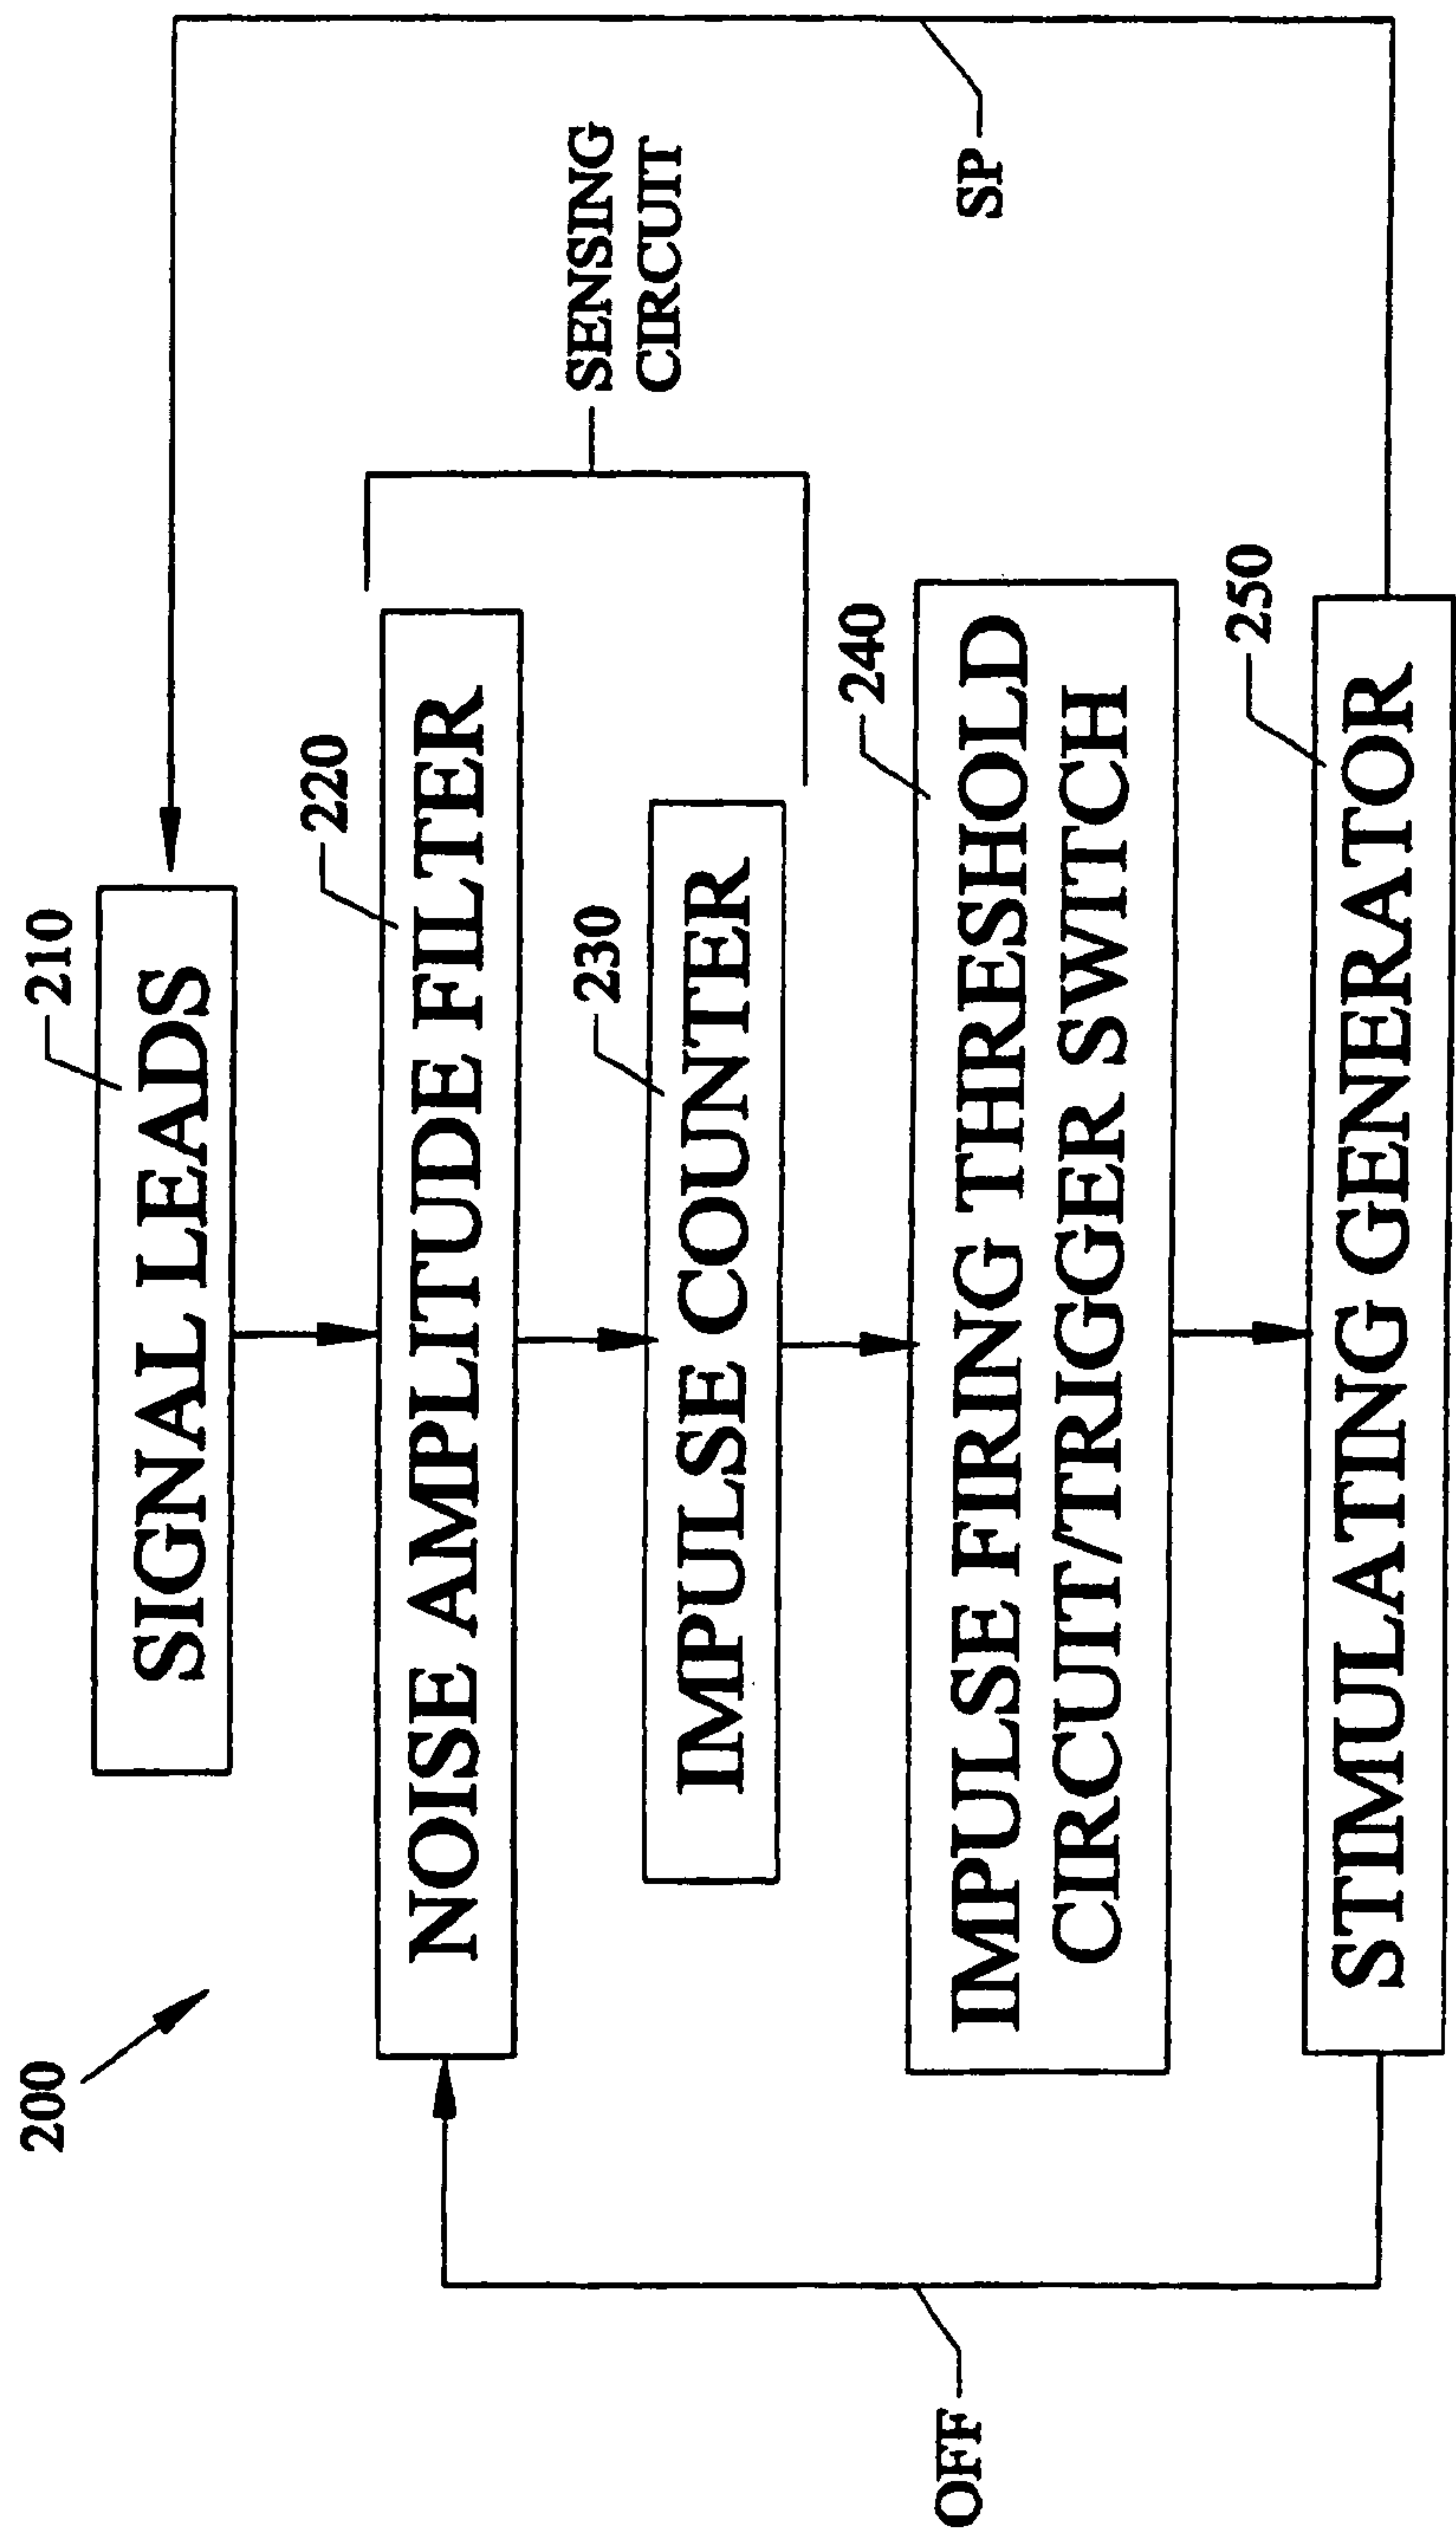 200
210
SIGNAL LEADS
220
NOISE AMPLITUDE FILTER
SENSING
CIRCUIT
230
IMPULSE COUNTER
240
IMPULSE FIRING THRESHOLD
CIRCUIT/TRIGGER SWITCH
250
STIMULATING GENERATOR
OFF
SP